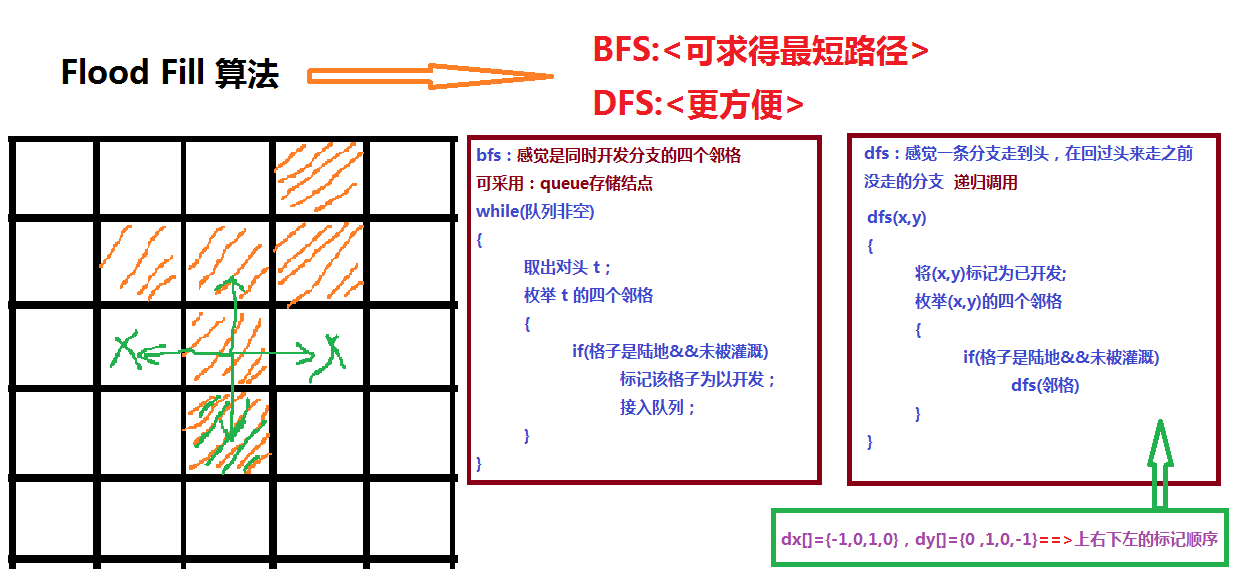 Flood Fill 算法
BFS:<可求得最短路径>
DFS:<更方便>
bfs：感觉是同时开发分支的四个邻格
可采用：queue存储结点
while(队列非空)
{
取出对头 t；
枚举 t 的四个邻格
{
if(格子是陆地&&未被灌溉)
标记该格子为以开发；
接入队列；
}
}
dfs：感觉一条分支走到头，在回过头来走之前
没走的分支 递归调用
dfs(x,y)
{
将(x,y)标记为已开发;
枚举(x,y)的四个邻格
{
if(格子是陆地&&未被灌溉)
dfs(邻格)
}
}
dx[]={-1,0,1,0}，dy[]={0 ,1,0,-1}==>上右下左的标记顺序